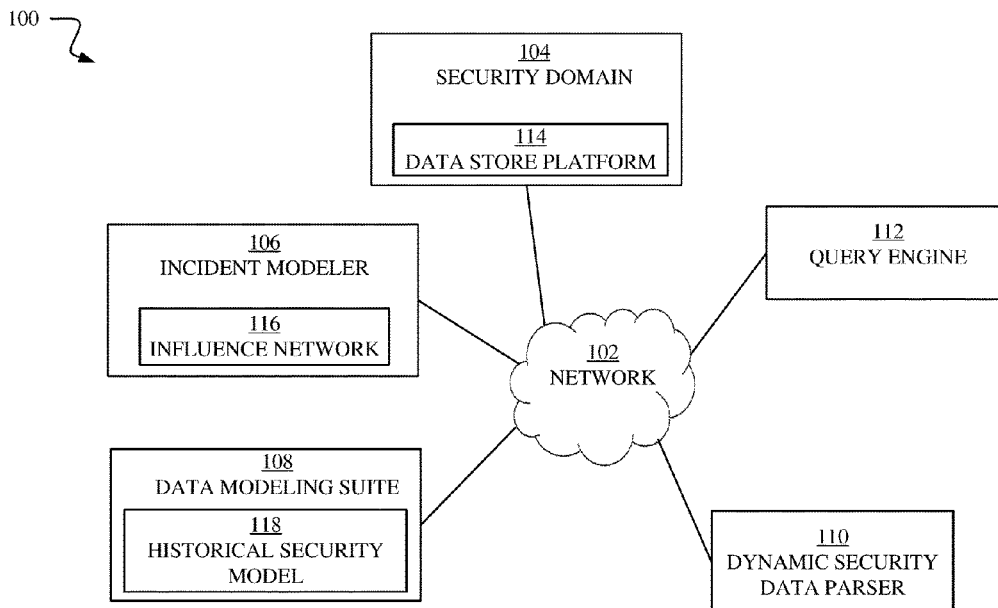 100
104
SECURITY DOMAIN
114
DATA STORE PLATFORM
106
INCIDENT MODELER
116
INFLUENCE NETWORK
112
QUERY ENGINE
102
NETWORK
108
DATA MODELING SUITE
118
HISTORICAL SECURITY
MODEL
110
DYNAMIC SECURITY
DATA PARSER